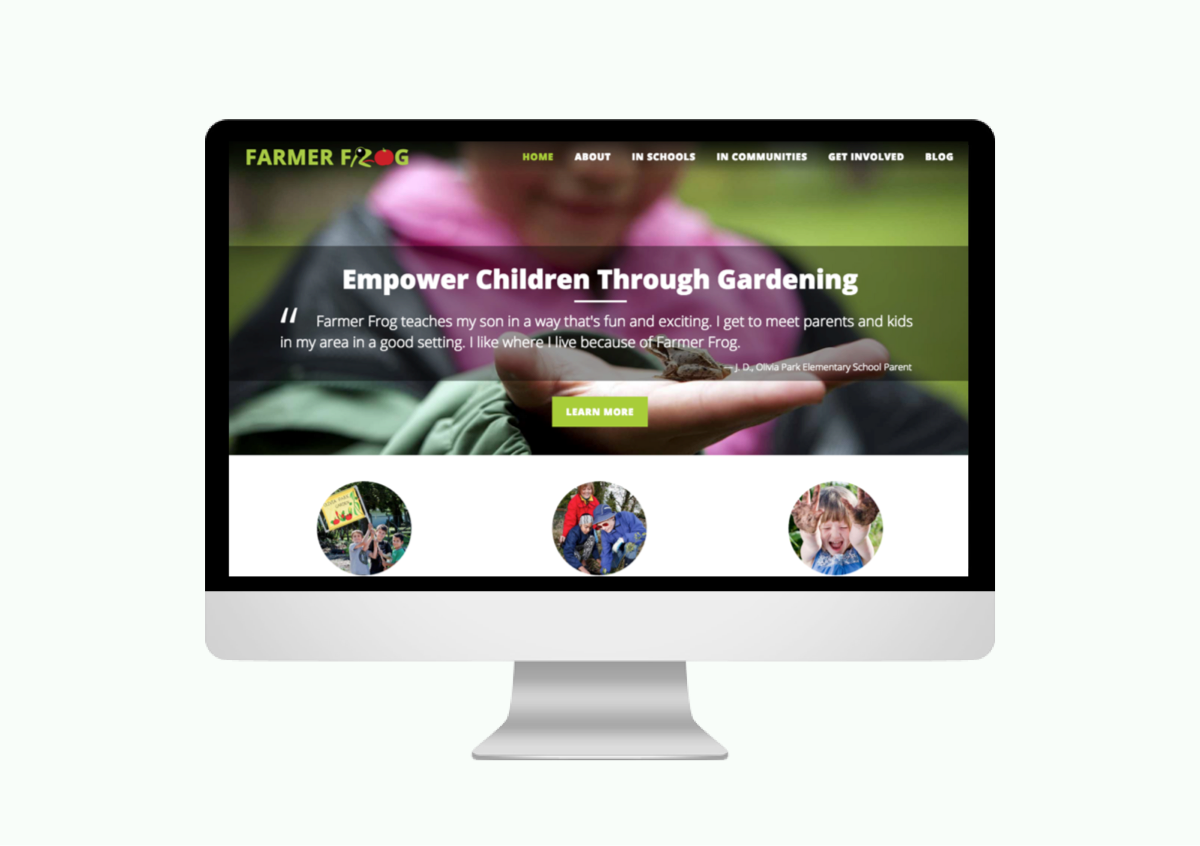 FARMER FROG
HOME ABOUT IN SCHOOLS IN COMMUNITIES GET INVOLVED BLOG
Empower Children Through Gardening
“ Farmer Frog teaches my son in a way that's fun and exciting. I get to meet parents and kids
in my area in a good setting. I like where I live because of Farmer Frog.
— J. D., Olivia Park Elementary School Parent
LEARN MORE